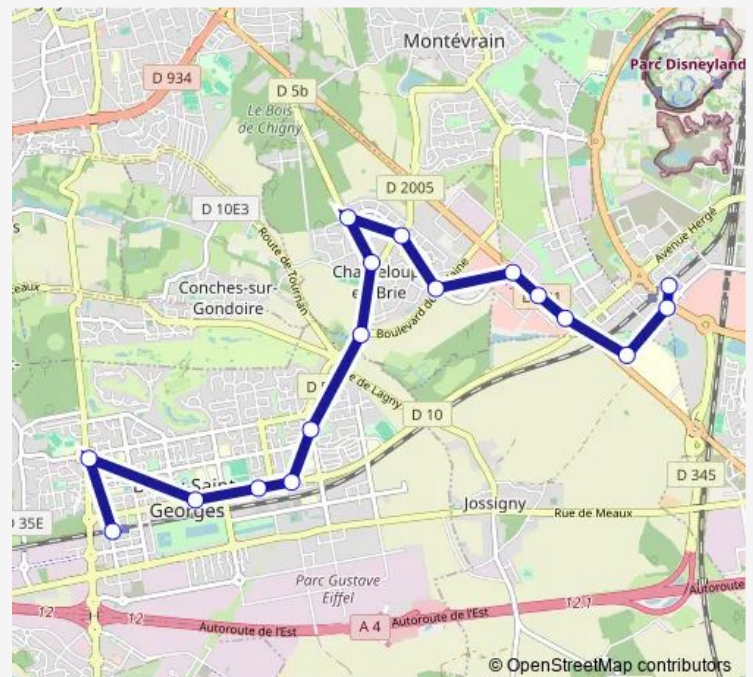 Montévrain
Parc Disneyland
D 934
D 5b
Le Bois
de Chigny
D 2005
D 10E3
Avenue Hergé
Route de Tournan
Conches-sur-
Gondoire
Boulevard de
D 10
D 345
Georges
Jossigny
Rue de Meaux
35E
Parc Gustave
Eiffel
12
12
12.1
Autoroute de l'Est
A 4
Autoroute de l'Est
Autoroute
© OpenStreetMap contributors